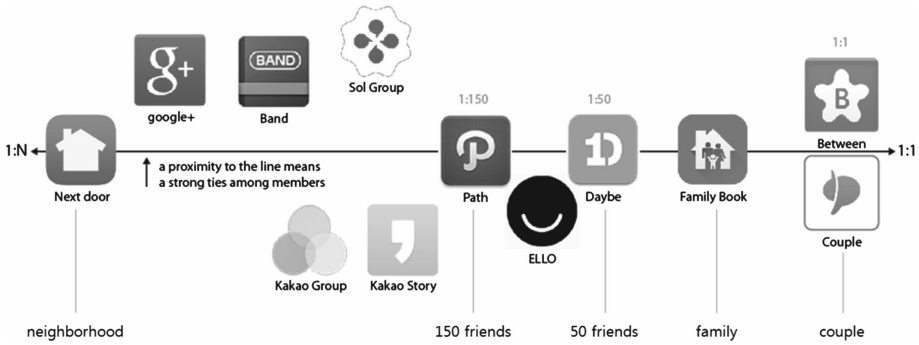 1:1
g+
BAND
Sol Group
google+
Band
1:150
1:50
B
1:N
1D
Between
1:1
a proximity to the line means
a strong ties among members
Next door
Path
Daybe
Family Book
Couple
ELLO
Kakao Group
Kakao Story
neighborhood
150 friends
50 friends
family
couple